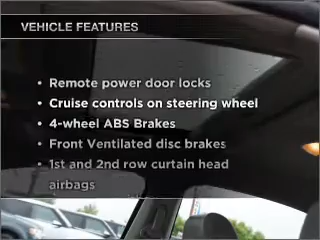 VEHICLE FEATURES
• Remote power door locks
• Cruise controls on steering wheel
• 4-wheel ABS Brakes
• Front Ventilated disc brakes
• 1st and 2nd row curtain head
airbags